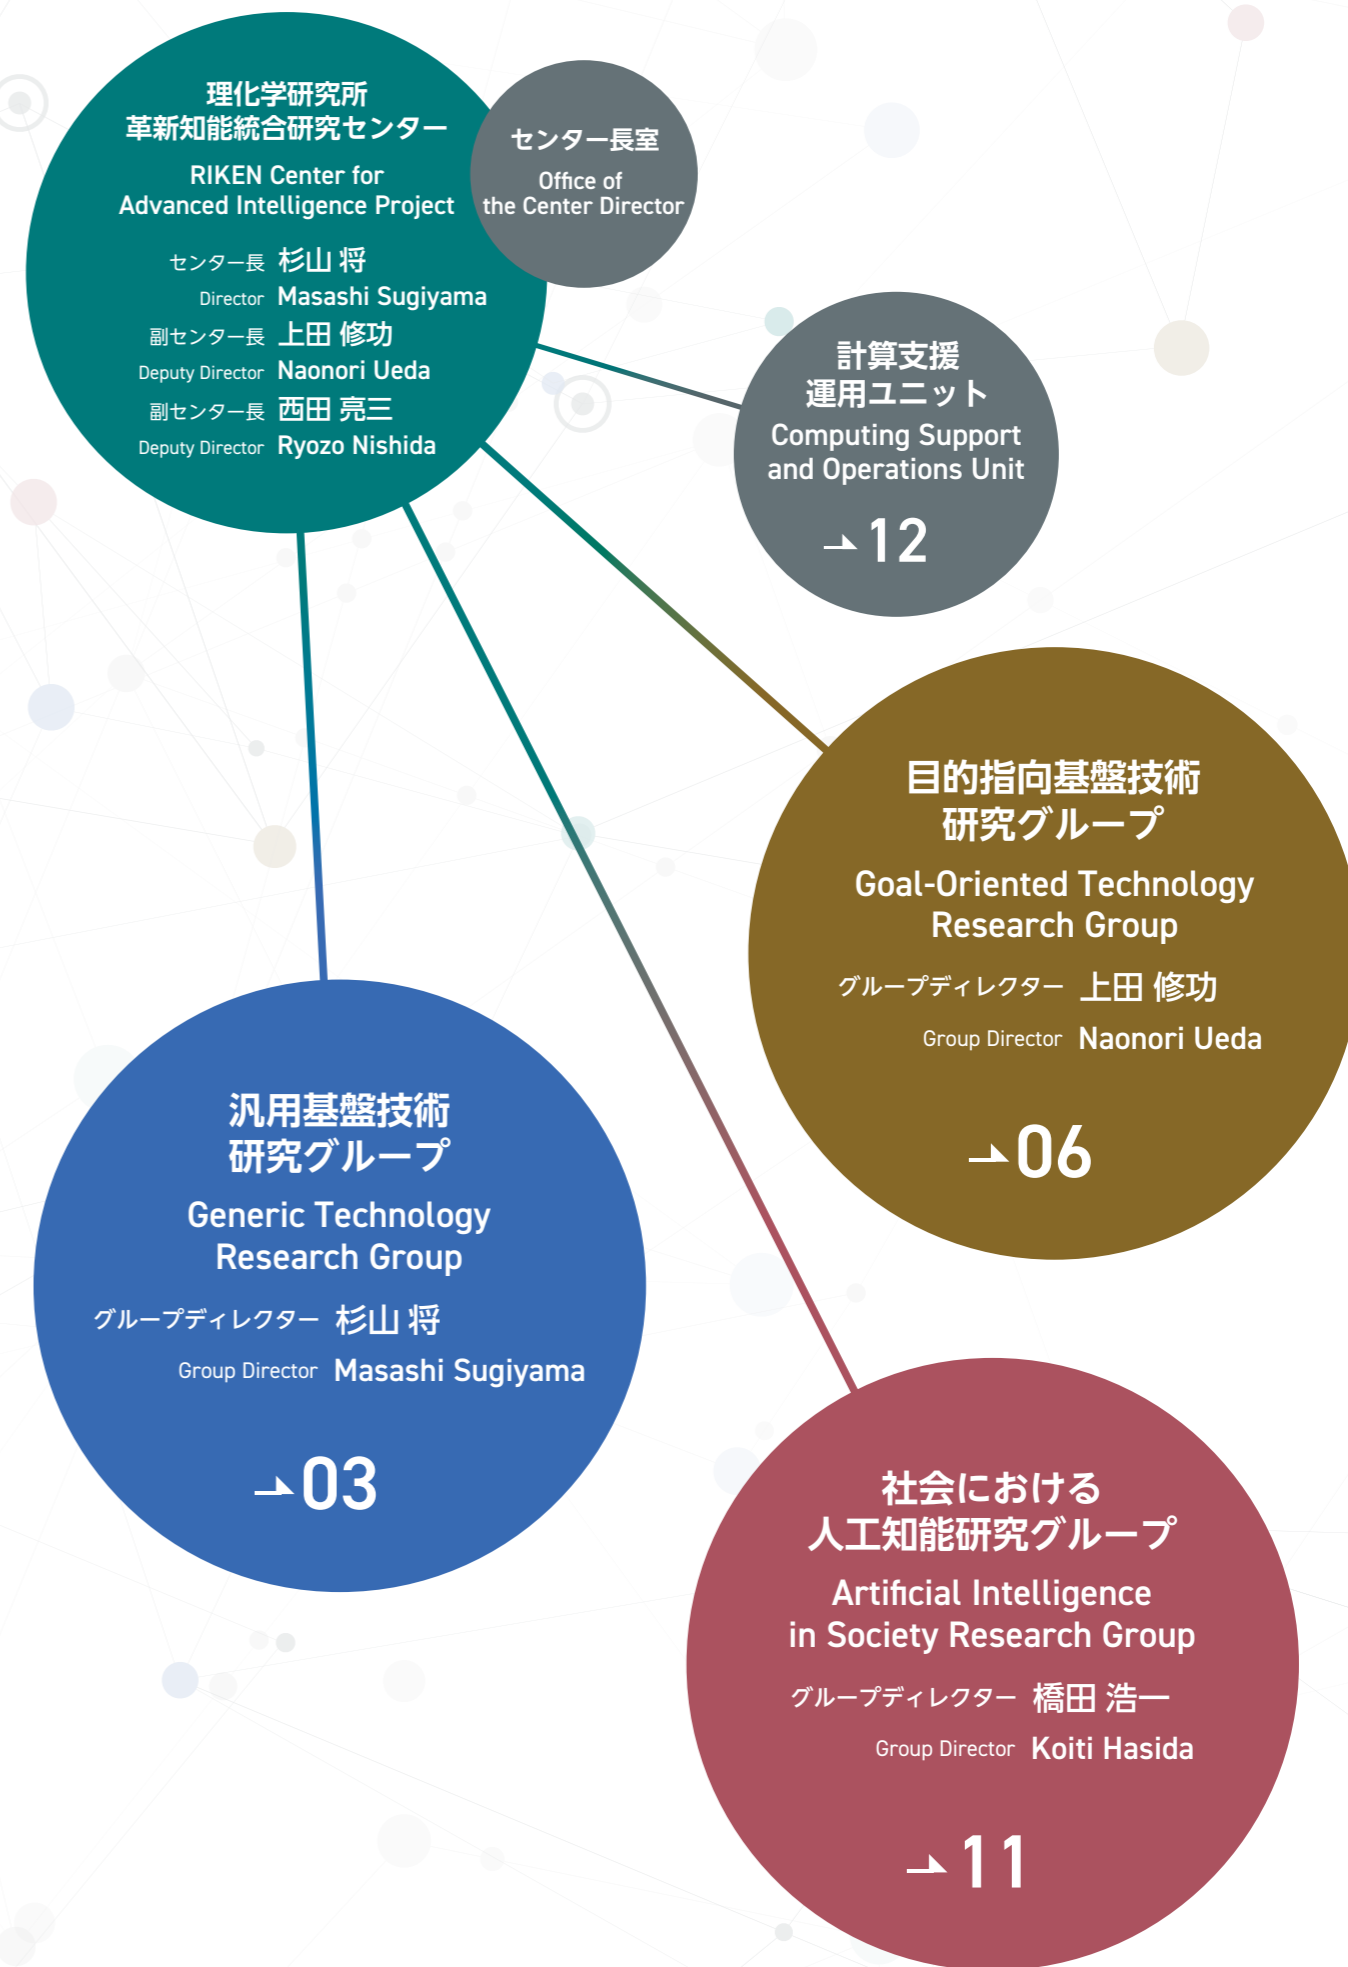 理化学研究所
革新知能統合研究センター
RIKEN Center for
Advanced Intelligence Project
センター長 杉山 将
Director Masashi Sugiyama
副センター長 上田 修功
Deputy Director Naonori Ueda
副センター長 西田 亮三
Deputy Director Ryozo Nishida
センター長室
Office of
the Center Director
計算支援
運用ユニット
Computing Support
and Operations Unit
12
目的指向基盤技術
研究グループ
Goal-Oriented Technology
Research Group
グループディレクター 上田 修功
Group Director Naonori Ueda
06
汎用基盤技術
研究グループ
Generic Technology
Research Group
グループディレクター 杉山 将
Group Director Masashi Sugiyama
03
社会における
人工知能研究グループ
Artificial Intelligence
in Society Research Group
グループディレクター 橋田 浩一
Group Director Koiti Hasida
11